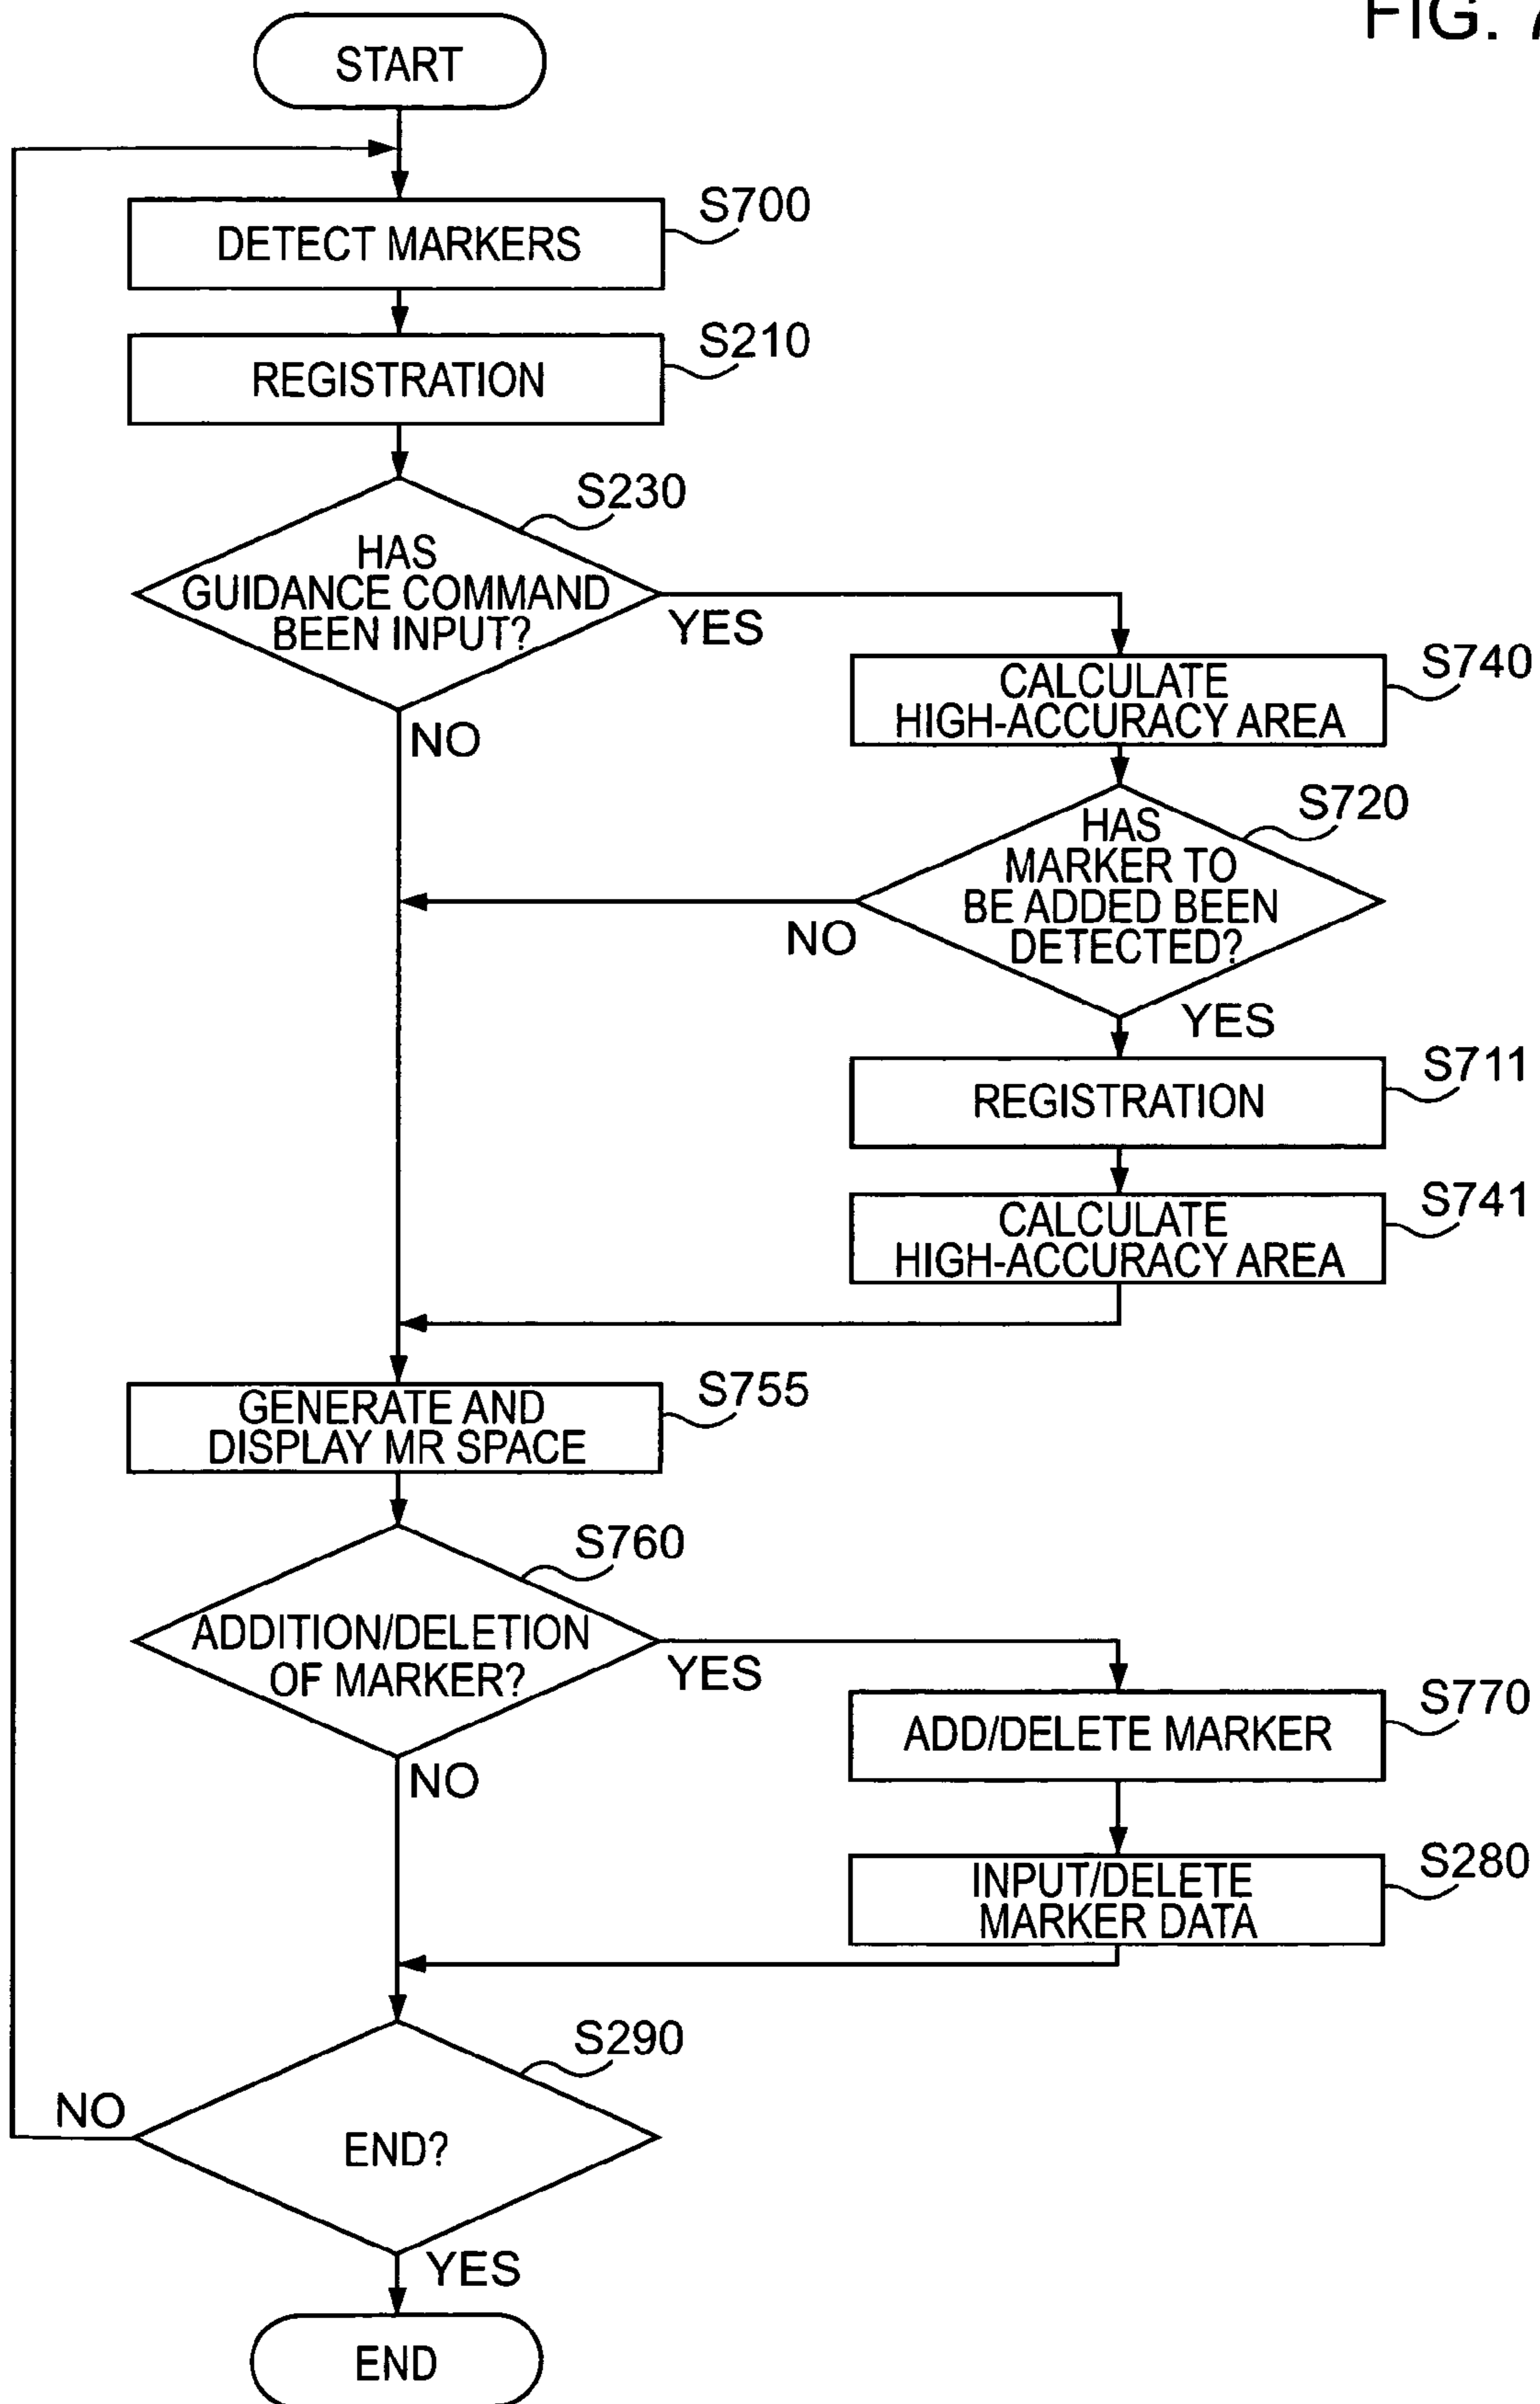 FIG. 7
START
S700
DETECT MARKERS
S210
REGISTRATION
S230
HAS
GUIDANCE COMMAND
BEEN INPUT?
YES
NO
S740
CALCULATE
HIGH-ACCURACY AREA
S720
HAS
MARKER TO
BE ADDED BEEN
DETECTED?
NO
YES
S711
REGISTRATION
S741
CALCULATE
HIGH-ACCURACY AREA
S755
GENERATE AND
DISPLAY MR SPACE
S760
ADDITION/DELETION
OF MARKER?
YES
NO
S770
ADD/DELETE MARKER
S280
INPUT/DELETE
MARKER DATA
S290
NO
END?
YES
END